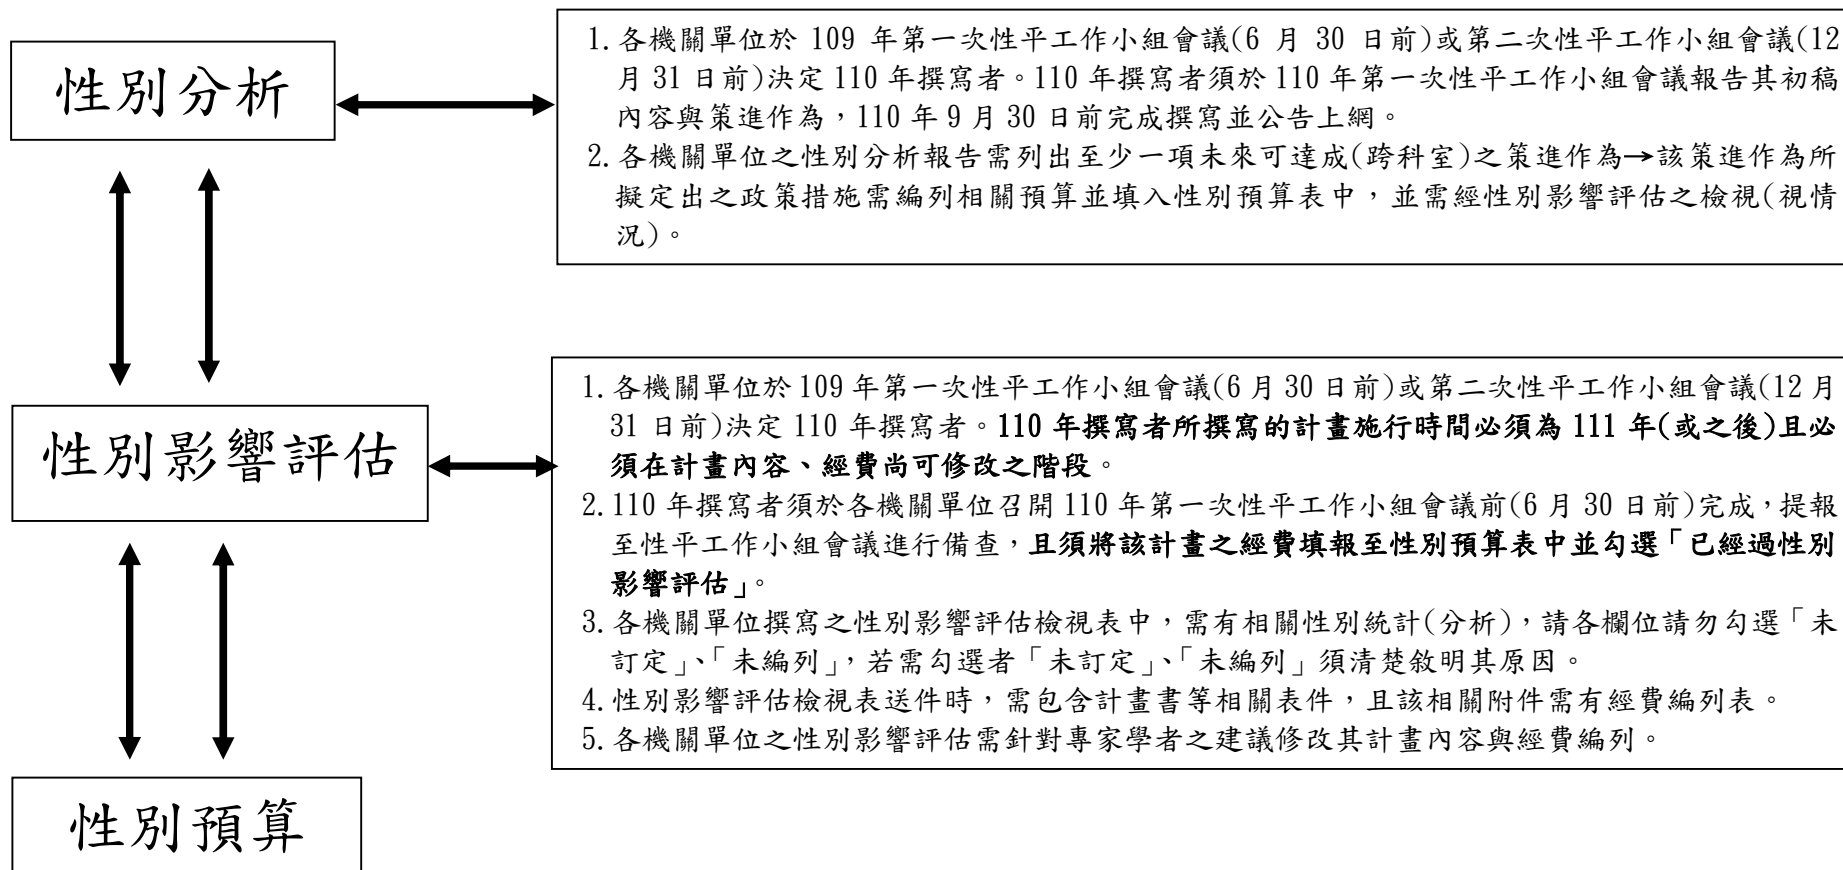 性別分析
1.各機關單位於 109 年第一次性平工作小組會議(6 月 30 日前)或第二次性平工作小組會議(12
月 31 日前)決定 110 年撰寫者。110 年撰寫者須於 110 年第一次性平工作小組會議報告其初稿
內容與策進作為，110 年 9 月 30 日前完成撰寫並公告上網。
2.各機關單位之性別分析報告需列出至少一項未來可達成(跨科室)之策進作為→該策進作為所
擬定出之政策措施需編列相關預算並填入性別預算表中，並需經性別影響評估之檢視(視情
況)。
性別影響評估
1.各機關單位於 109 年第一次性平工作小組會議(6 月 30 日前)或第二次性平工作小組會議(12 月
31 日前)決定 110 年撰寫者。110 年撰寫者所撰寫的計畫施行時間必須為 111 年(或之後)且必
須在計畫內容、經費尚可修改之階段。
2.110 年撰寫者須於各機關單位召開 110 年第一次性平工作小組會議前(6 月 30 日前)完成，提報
至性平工作小組會議進行備查，且須將該計畫之經費填報至性別預算表中並勾選「已經過性別
影響評估」。
3.各機關單位撰寫之性別影響評估檢視表中，需有相關性別統計(分析)，請各欄位請勿勾選「未
訂定」、「未編列」，若需勾選者「未訂定」、「未編列」須清楚敘明其原因。
4.性別影響評估檢視表送件時，需包含計畫書等相關表件，且該相關附件需有經費編列表。
5.各機關單位之性別影響評估需針對專家學者之建議修改其計畫內容與經費編列。
性別預算